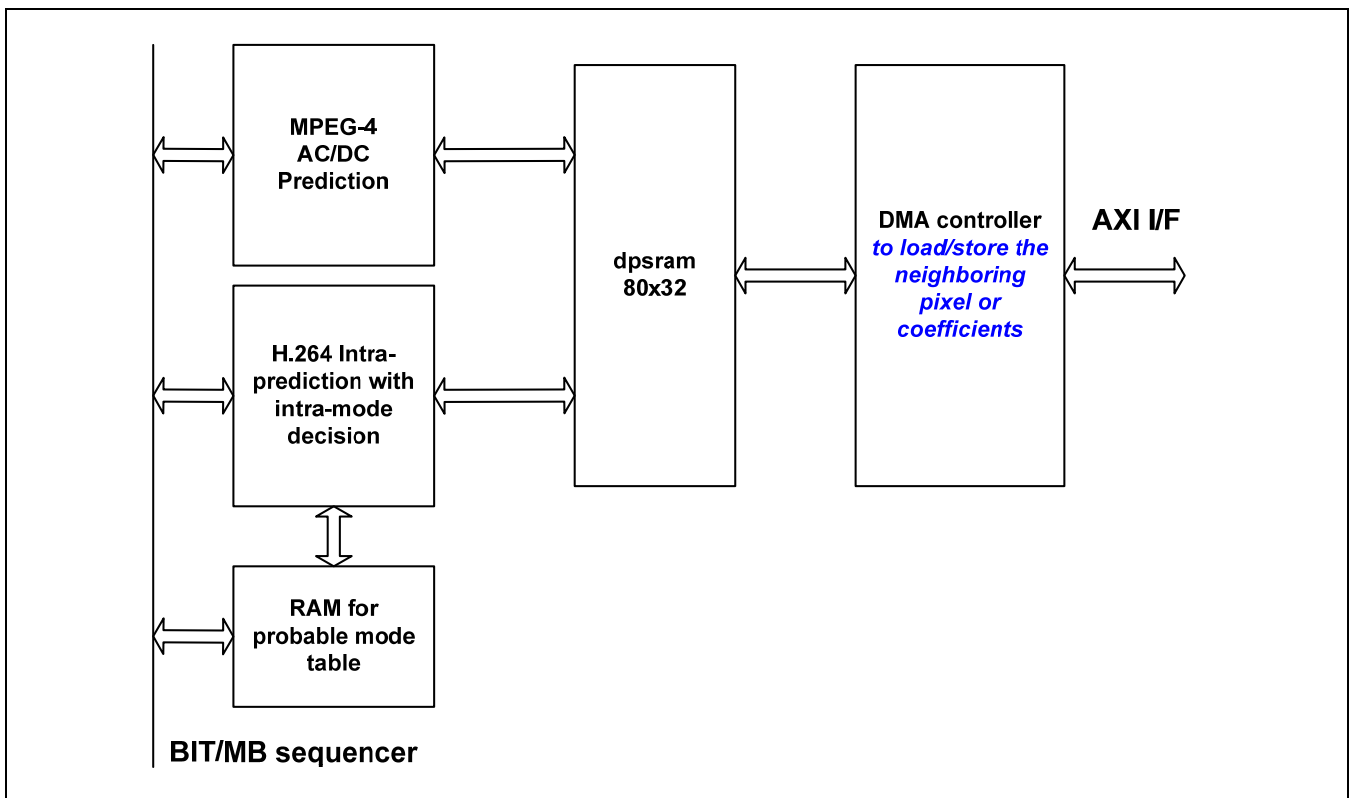 MPEG-4
AC/DC
Prediction
H.264 Intra-
prediction with
intra-mode
decision
RAM for
probable mode
table
BIT/MB sequencer
dpsram
80x32
DMA controller
to load/store the
neighboring
pixel or
coefficients
AXI I/F